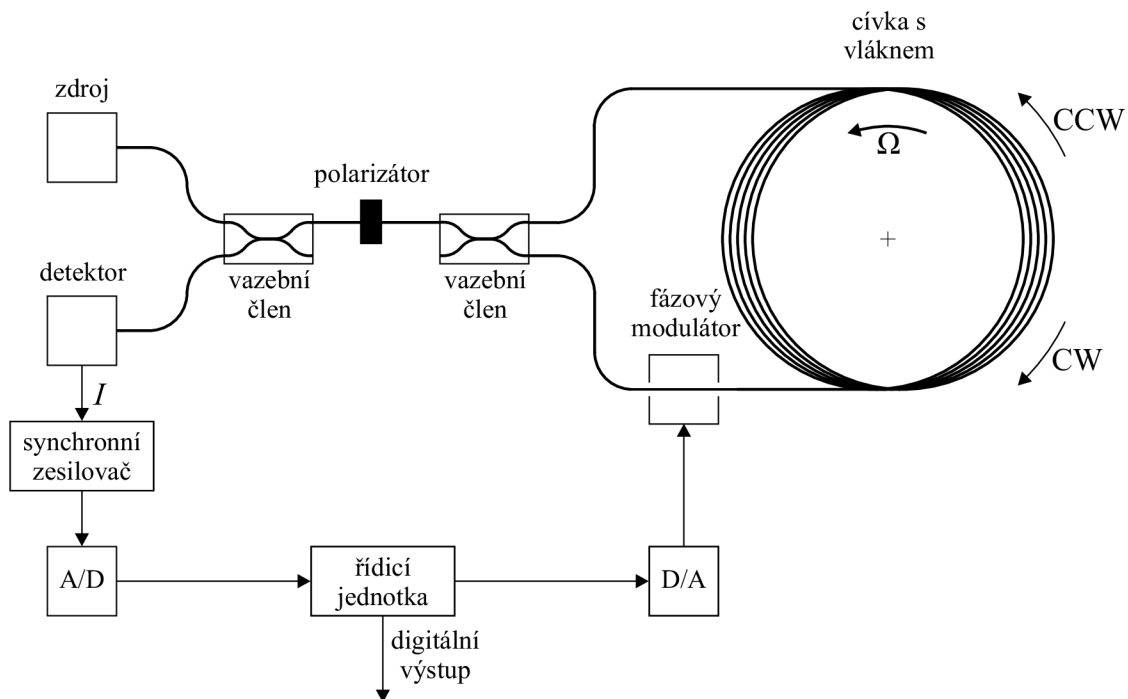 cívka s
vláknem
zdroj
CCW
Ω
polarizátor
detektor
vazební
člen
vazební
člen
fázový
modulátor
CW
I
synchronní
zesilovač
A/D
řídicí
jednotka
D/A
digitální
výstup